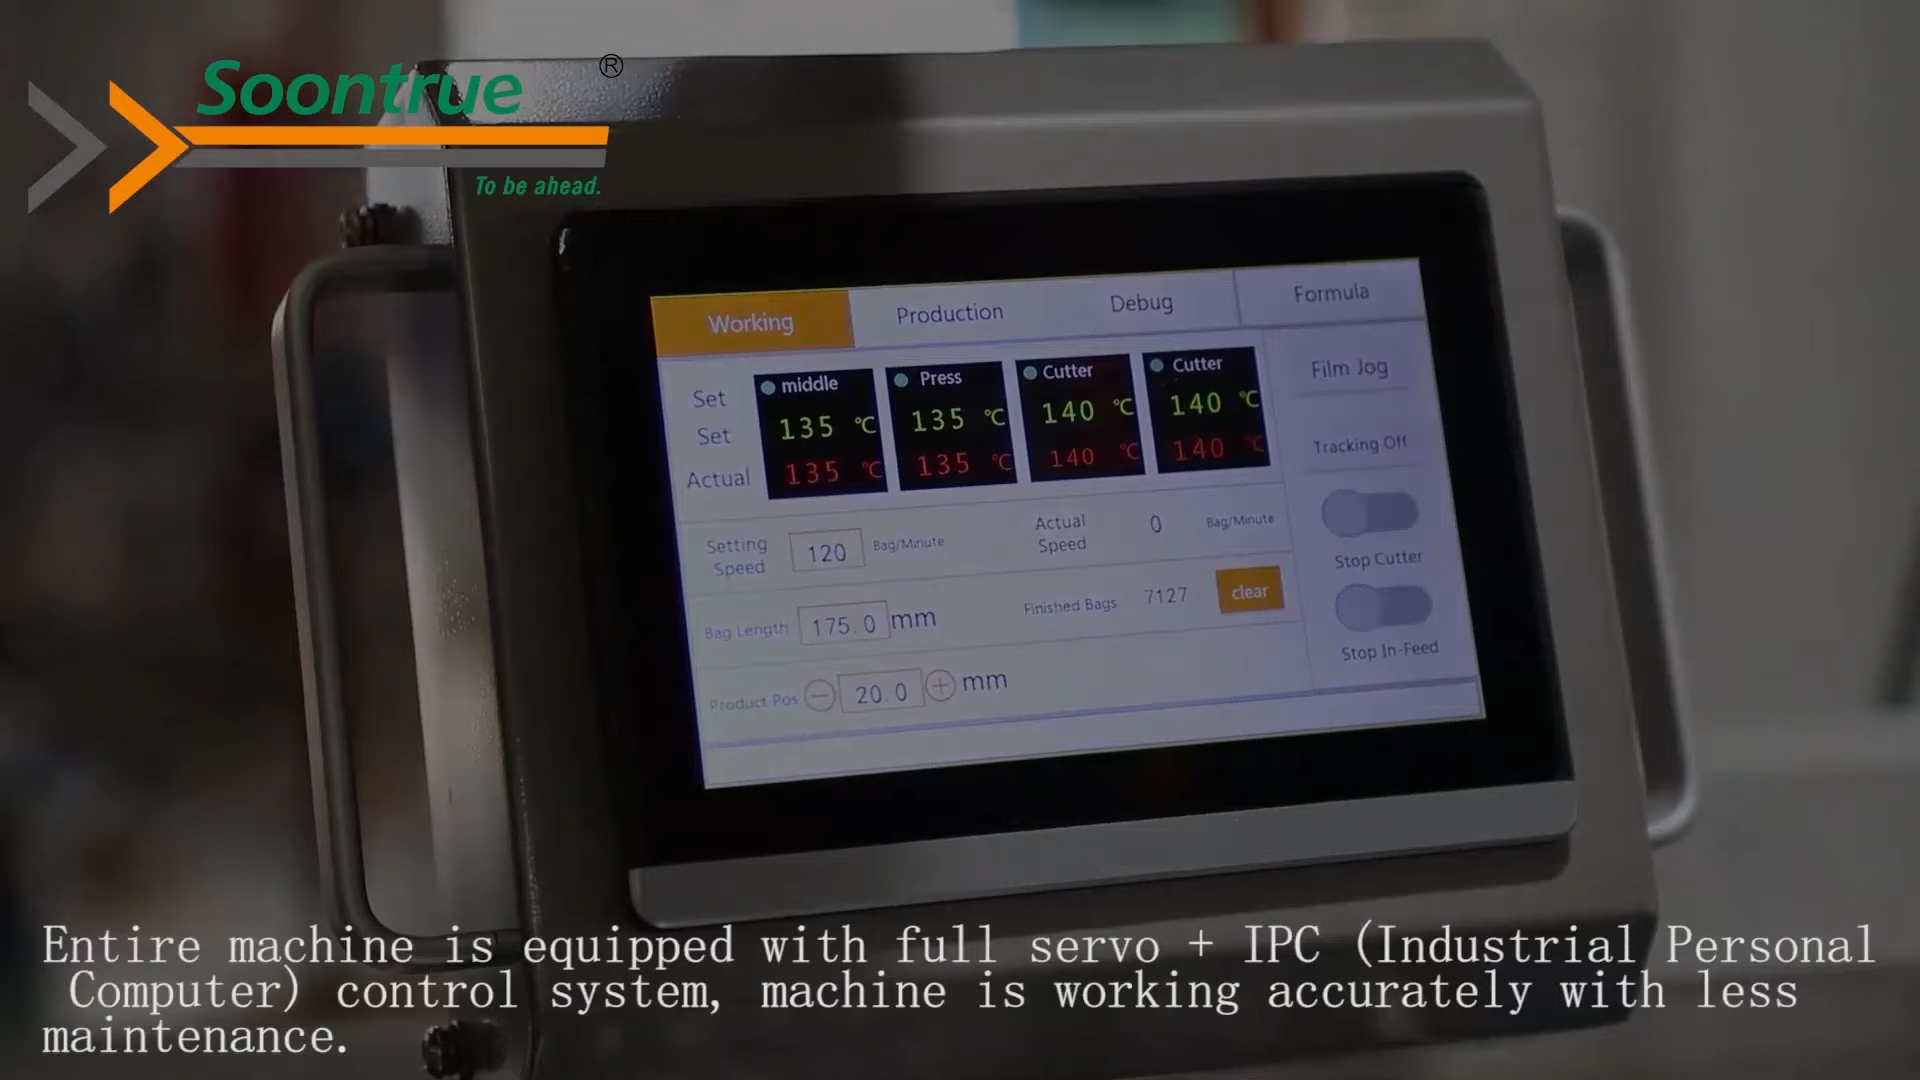 Soontrue ®
To be ahead.
Working Production Debug Formula
middle Press Cutter Cutter
Set 135 ℃ 135 ℃ 140 ℃ 140 ℃
Set
Actual 135 ℃ 135 ℃ 140 ℃ 140 ℃
Film Jog
Tracking Off
Setting Speed 120 Bag/Minute Actual Speed 0 Bag/Minute
Stop Cutter
Bag Length 175.0 mm Finished Bags 7127 clear
Stop In-Feed
Product Pos − 20.0 + mm
Entire machine is equipped with full servo + IPC (Industrial Personal
Computer) control system, machine is working accurately with less
maintenance.